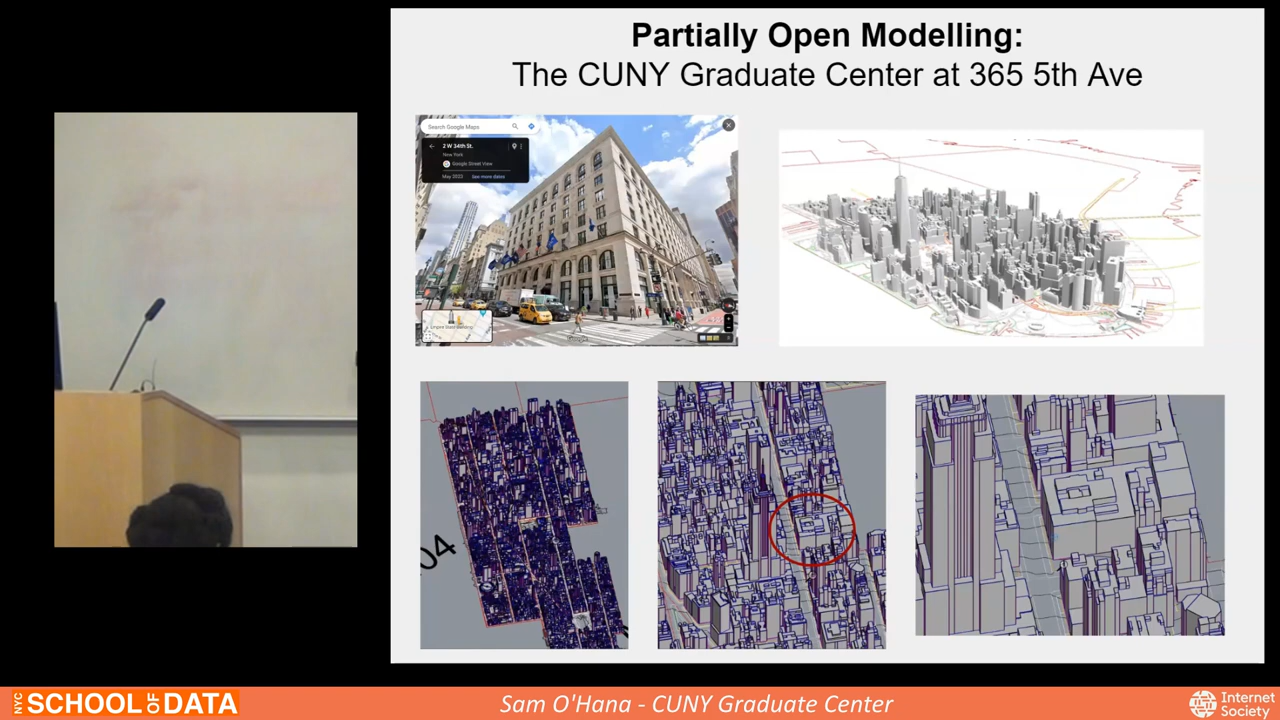 Partially Open Modelling:
The CUNY Graduate Center at 365 5th Ave
Search Google Maps
2 W 34th St.
New York
Google Street View
May 2023 See more dates
Empire State Building
Google
04
NYC SCHOOL OF DATA
Sam O'Hana - CUNY Graduate Center
Internet
Society